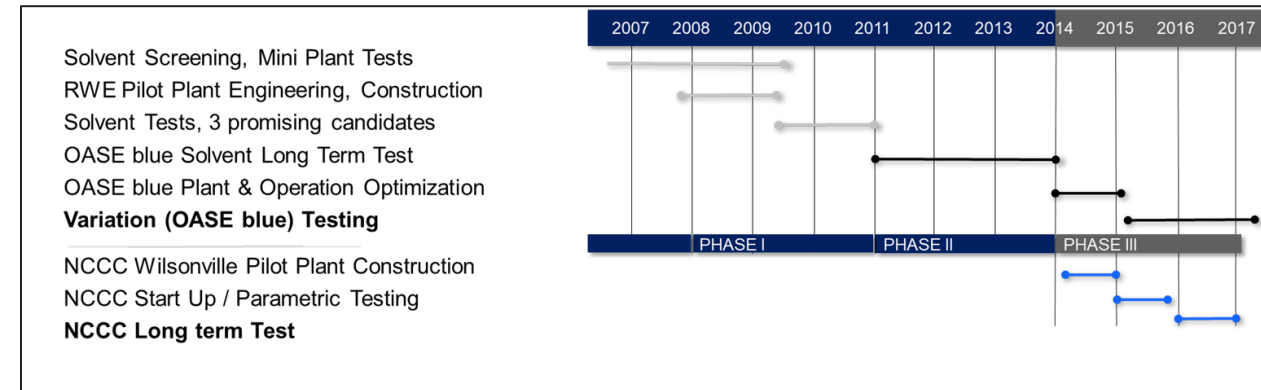 2007 2008 2009 2010 2011 2012 2013 2014 2015 2016 2017
Solvent Screening, Mini Plant Tests
RWE Pilot Plant Engineering, Construction
Solvent Tests, 3 promising candidates
OASE blue Solvent Long Term Test
OASE blue Plant & Operation Optimization
Variation (OASE blue) Testing
PHASE I PHASE II PHASE III
NCCC Wilsonville Pilot Plant Construction
NCCC Start Up / Parametric Testing
NCCC Long term Test